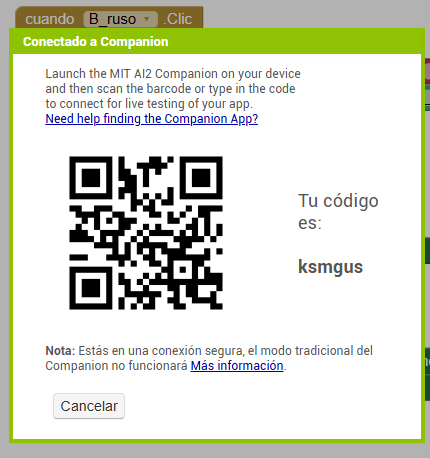 cuando B_ruso .Clic
Conectado a Companion
Launch the MIT AI2 Companion on your device
and then scan the barcode or type in the code
to connect for live testing of your app.
Need help finding the Companion App?
Tu código
es:
ksmgus
Nota: Estás en una conexión segura, el modo tradicional del
Companion no funcionará Más información.
Cancelar